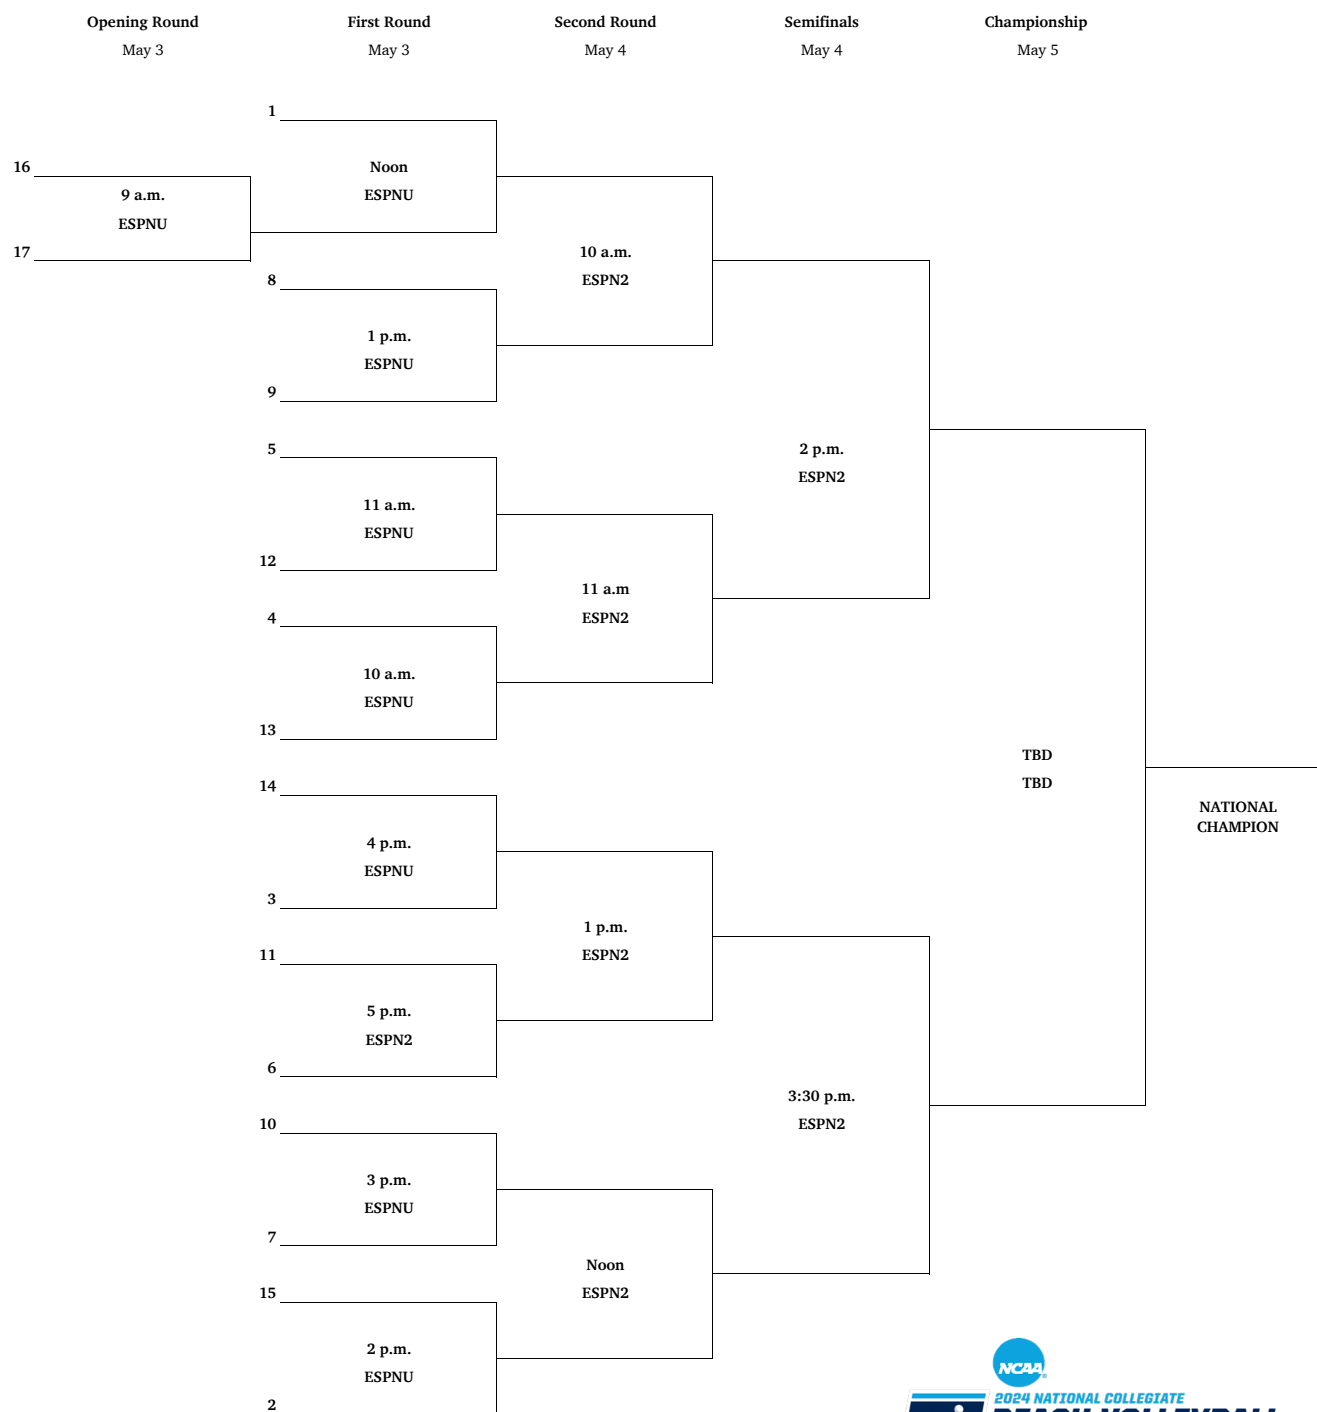 Opening Round
May 3
First Round
May 3
Second Round
May 4
Semifinals
May 4
Championship
May 5
1
Noon
ESPNU
16
9 a.m.
ESPNU
17
8
1 p.m.
ESPNU
9
10 a.m.
ESPN2
5
11 a.m.
ESPNU
12
4
10 a.m.
ESPNU
13
11 a.m
ESPN2
2 p.m.
ESPN2
14
4 p.m.
ESPNU
3
11
5 p.m.
ESPN2
6
1 p.m.
ESPN2
10
3 p.m.
ESPNU
7
15
2 p.m.
ESPNU
2
Noon
ESPN2
3:30 p.m.
ESPN2
TBD
TBD
NATIONAL
CHAMPION
NCAA
2024 NATIONAL COLLEGIATE
BEACH VOLLEYBALL